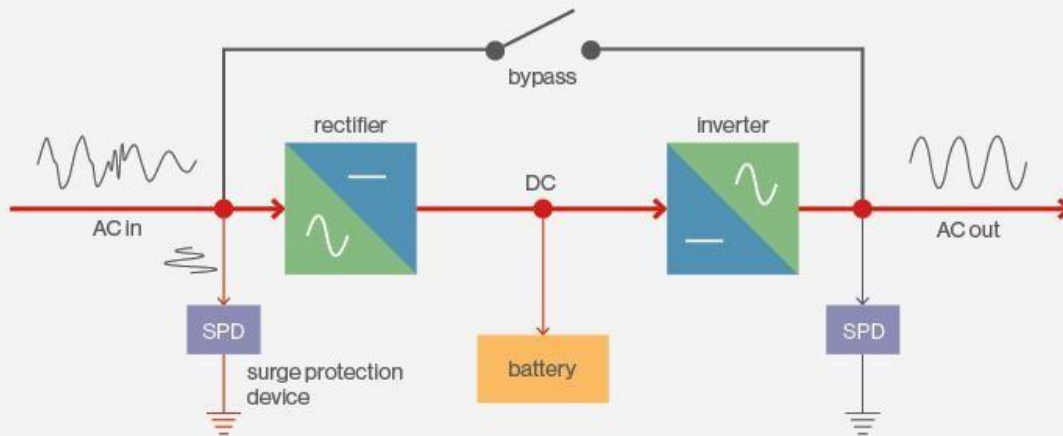 bypass
rectifier
inverter
DC
AC in
AC out
SPD
SPD
surge protection
device
battery